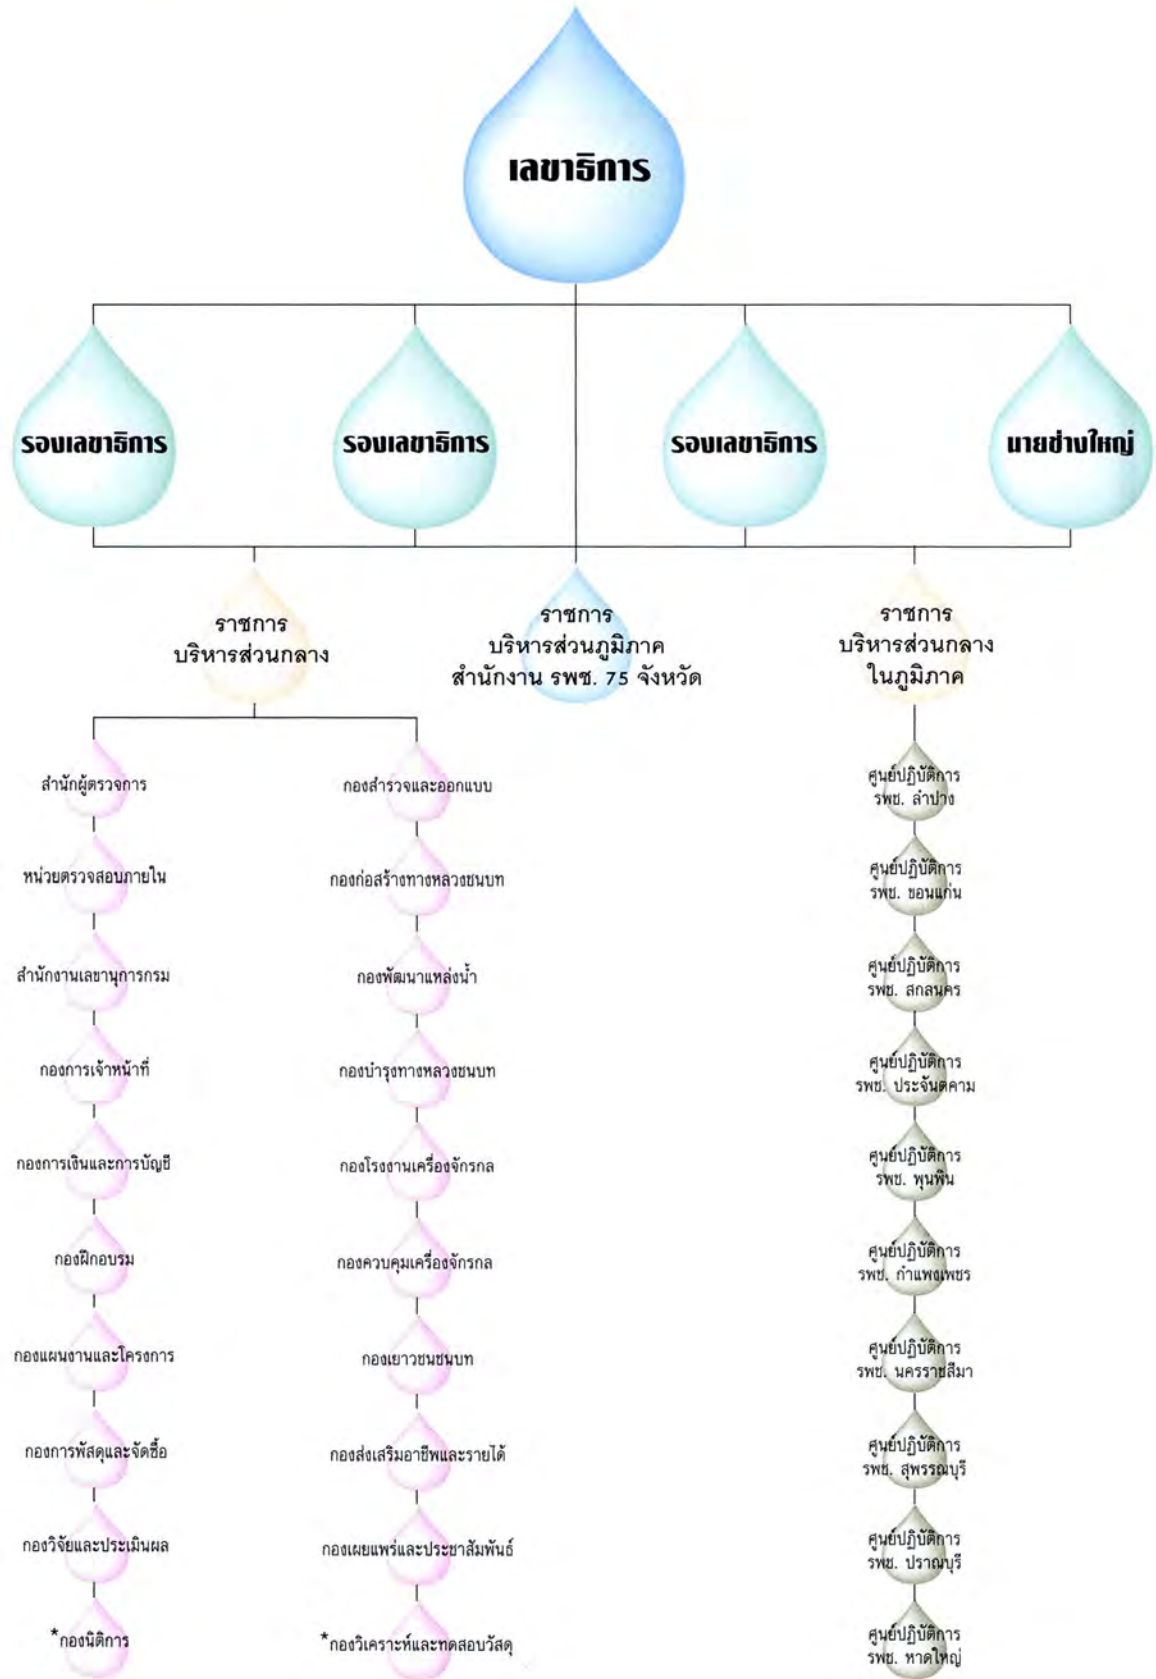 เลขาธิการ
รองเลขาธิการ
รองเลขาธิการ
รองเลขาธิการ
นายช่างใหญ่
ราชการ
บริหารส่วนกลาง
ราชการ
บริหารส่วนภูมิภาค
สำนักงาน รพช. 75 จังหวัด
ราชการ
บริหารส่วนกลาง
ในภูมิภาค
สำนักผู้ตรวจการ
หน่วยตรวจสอบภายใน
สำนักงานเลขานุการกรม
กองการเจ้าหน้าที่
กองการเงินและการบัญชี
กองฝึกอบรม
กองแผนงานและโครงการ
กองการพัสดุและจัดซื้อ
กองวิจัยและประเมินผล
*กองนิติการ
กองสำรวจและออกแบบ
กองก่อสร้างทางหลวงชนบท
กองพัฒนาแหล่งน้ำ
กองบำรุงทางหลวงชนบท
กองโรงงานเครื่องจักรกล
กองควบคุมเครื่องจักรกล
กองเยาวชนชนบท
กองส่งเสริมอาชีพและรายได้
กองเผยแพร่และประชาสัมพันธ์
*กองวิเคราะห์และทดสอบวัสดุ
ศูนย์ปฏิบัติการ
รพช. ลำปาง
ศูนย์ปฏิบัติการ
รพช. ขอนแก่น
ศูนย์ปฏิบัติการ
รพช. สกลนคร
ศูนย์ปฏิบัติการ
รพช. ประจันตคาม
ศูนย์ปฏิบัติการ
รพช. พุนพิน
ศูนย์ปฏิบัติการ
รพช. กำแพงเพชร
ศูนย์ปฏิบัติการ
รพช. นครราชสีมา
ศูนย์ปฏิบัติการ
รพช. สุพรรณบุรี
ศูนย์ปฏิบัติการ
รพช. ปราณบุรี
ศูนย์ปฏิบัติการ
รพช. หาดใหญ่